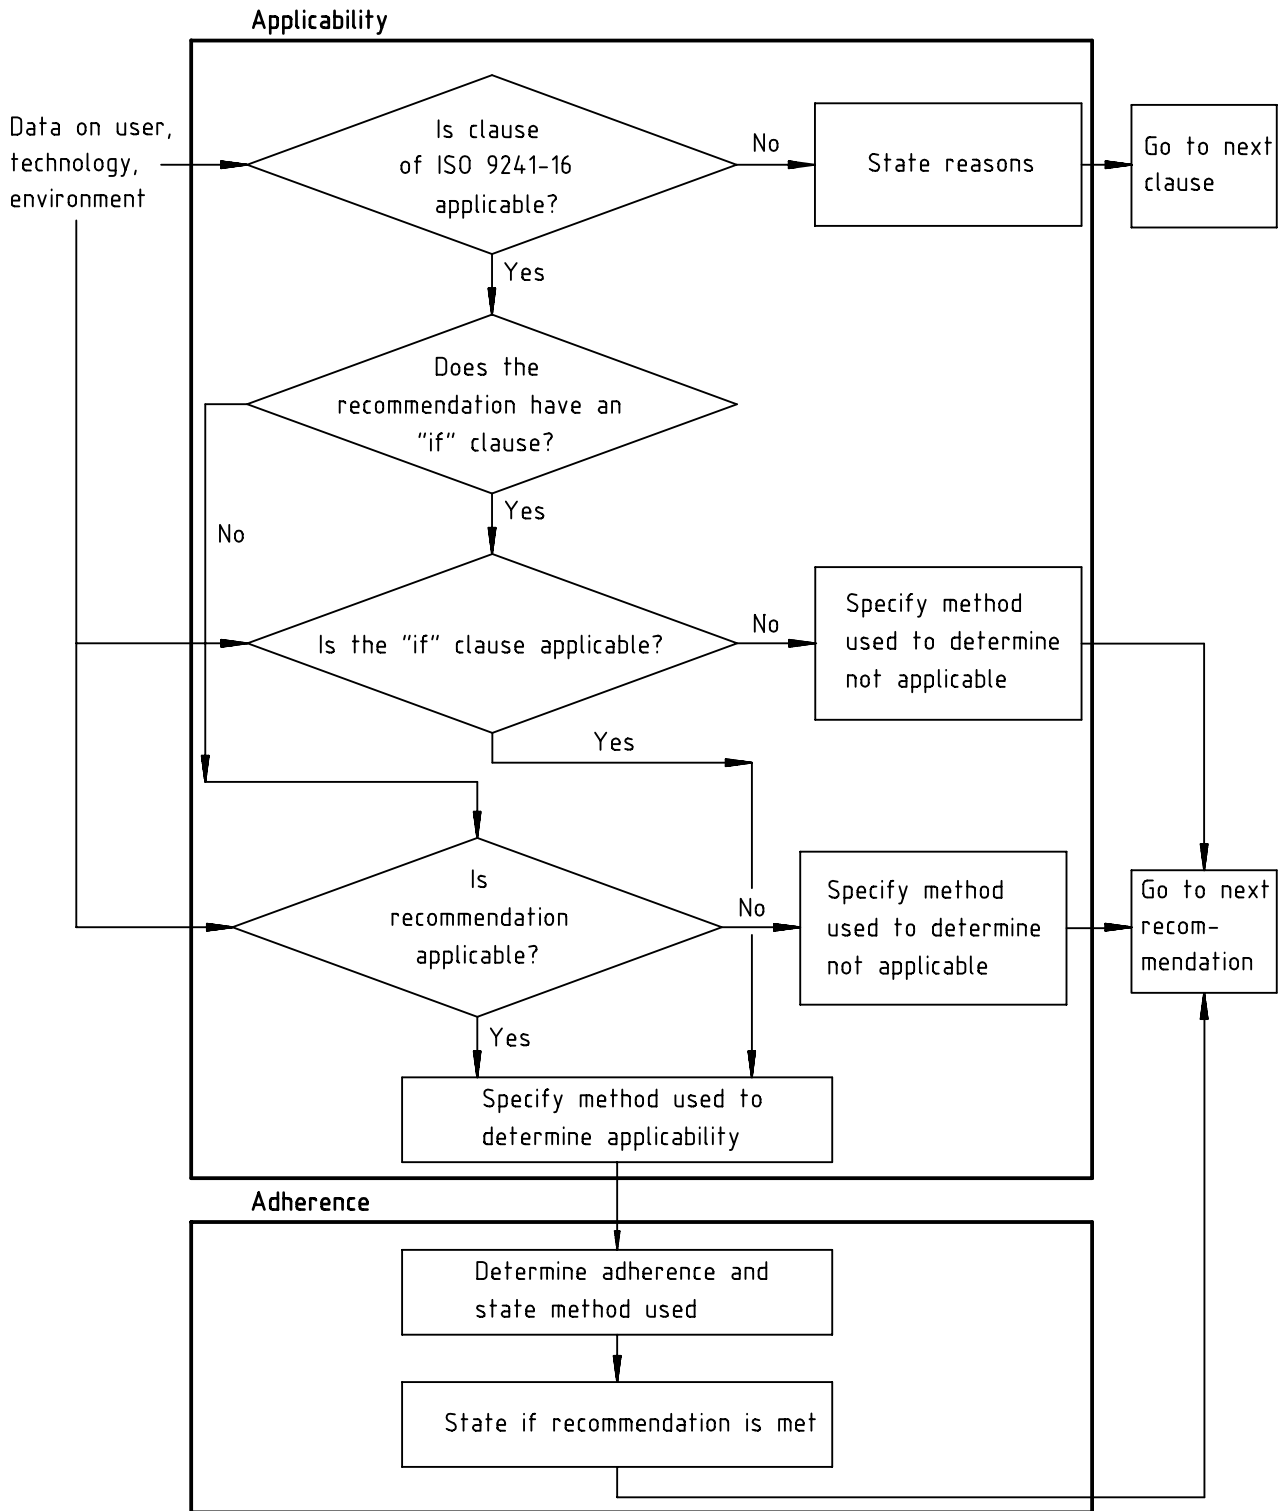 Applicability
Data on user,
technology,
environment
Is clause
of ISO 9241-16
applicable?
No
State reasons
Go to next
clause
Yes
Does the
recommendation have an
"if" clause?
No
Yes
Is the "if" clause applicable?
No
Specify method
used to determine
not applicable
Yes
Is
recommendation
applicable?
No
Specify method
used to determine
not applicable
Go to next
recom-
mendation
Yes
Specify method used to
determine applicability
Adherence
Determine adherence and
state method used
State if recommendation is met